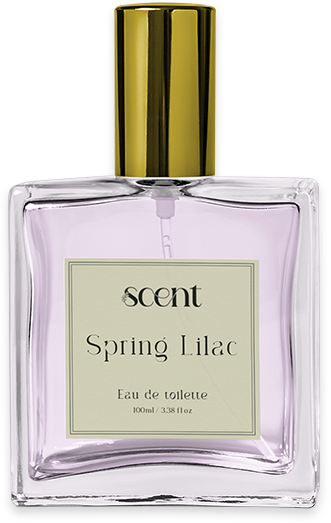 scent
Spring Lilac
Eau de toilette
100ml / 3.38 fl oz